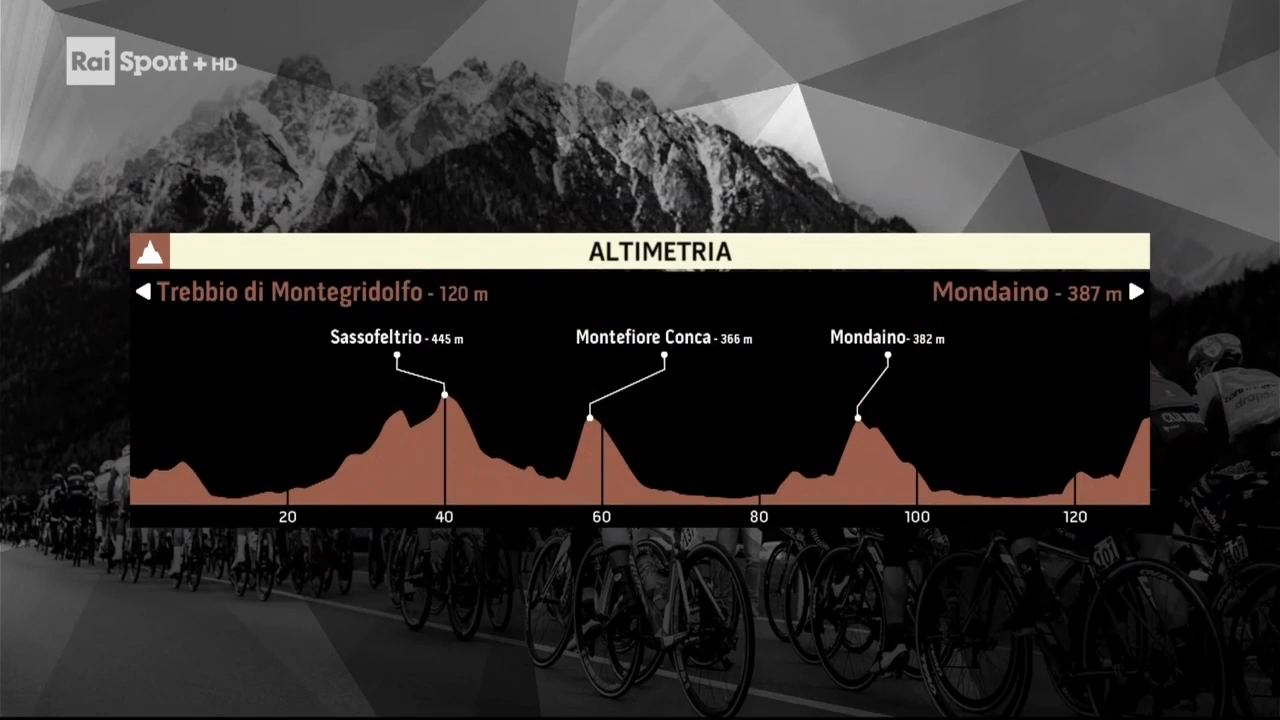 Rai Sport + HD
ALTIMETRIA
Trebbio di Montegridolfo - 120 m
Mondaino - 387 m
Sassofeltrio - 445 m
Montefiore Conca - 366 m
Mondaino- 382 m
20 40 60 80 100 120
101